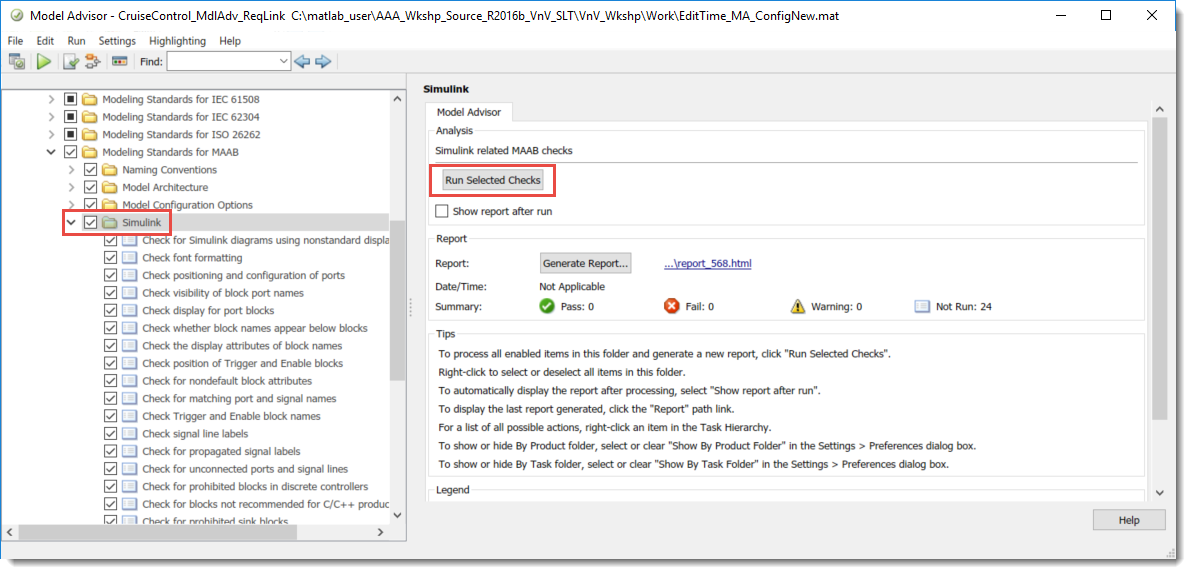 Model Advisor - CruiseControl_MdlAdv_ReqLink  C:\matlab_user\AAA_Wkshp_Source_R2016b_VnV_SLT\VnV_Wkshp\Work\EditTime_MA_ConfigNew.mat
File Edit Run Settings Highlighting Help
Find:
Modeling Standards for IEC 61508
Modeling Standards for IEC 62304
Modeling Standards for ISO 26262
Modeling Standards for MAAB
Naming Conventions
Model Architecture
Model Configuration Options
Simulink
Check for Simulink diagrams using nonstandard displa
Check font formatting
Check positioning and configuration of ports
Check visibility of block port names
Check display for port blocks
Check whether block names appear below blocks
Check the display attributes of block names
Check position of Trigger and Enable blocks
Check for nondefault block attributes
Check for matching port and signal names
Check Trigger and Enable block names
Check signal line labels
Check for propagated signal labels
Check for unconnected ports and signal lines
Check for prohibited blocks in discrete controllers
Check for blocks not recommended for C/C++ produc
Check for prohibited sink blocks
Simulink
Model Advisor
Analysis
Simulink related MAAB checks
Run Selected Checks
Show report after run
Report
Report: Generate Report... ...\report_568.html
Date/Time: Not Applicable
Summary: Pass: 0 Fail: 0 Warning: 0 Not Run: 24
Tips
To process all enabled items in this folder and generate a new report, click "Run Selected Checks".
Right-click to select or deselect all items in this folder.
To automatically display the report after processing, select "Show report after run".
To display the last report generated, click the "Report" path link.
For a list of all possible actions, right-click an item in the Task Hierarchy.
To show or hide By Product folder, select or clear "Show By Product Folder" in the Settings > Preferences dialog box.
To show or hide By Task folder, select or clear "Show By Task Folder" in the Settings > Preferences dialog box.
Legend
Help